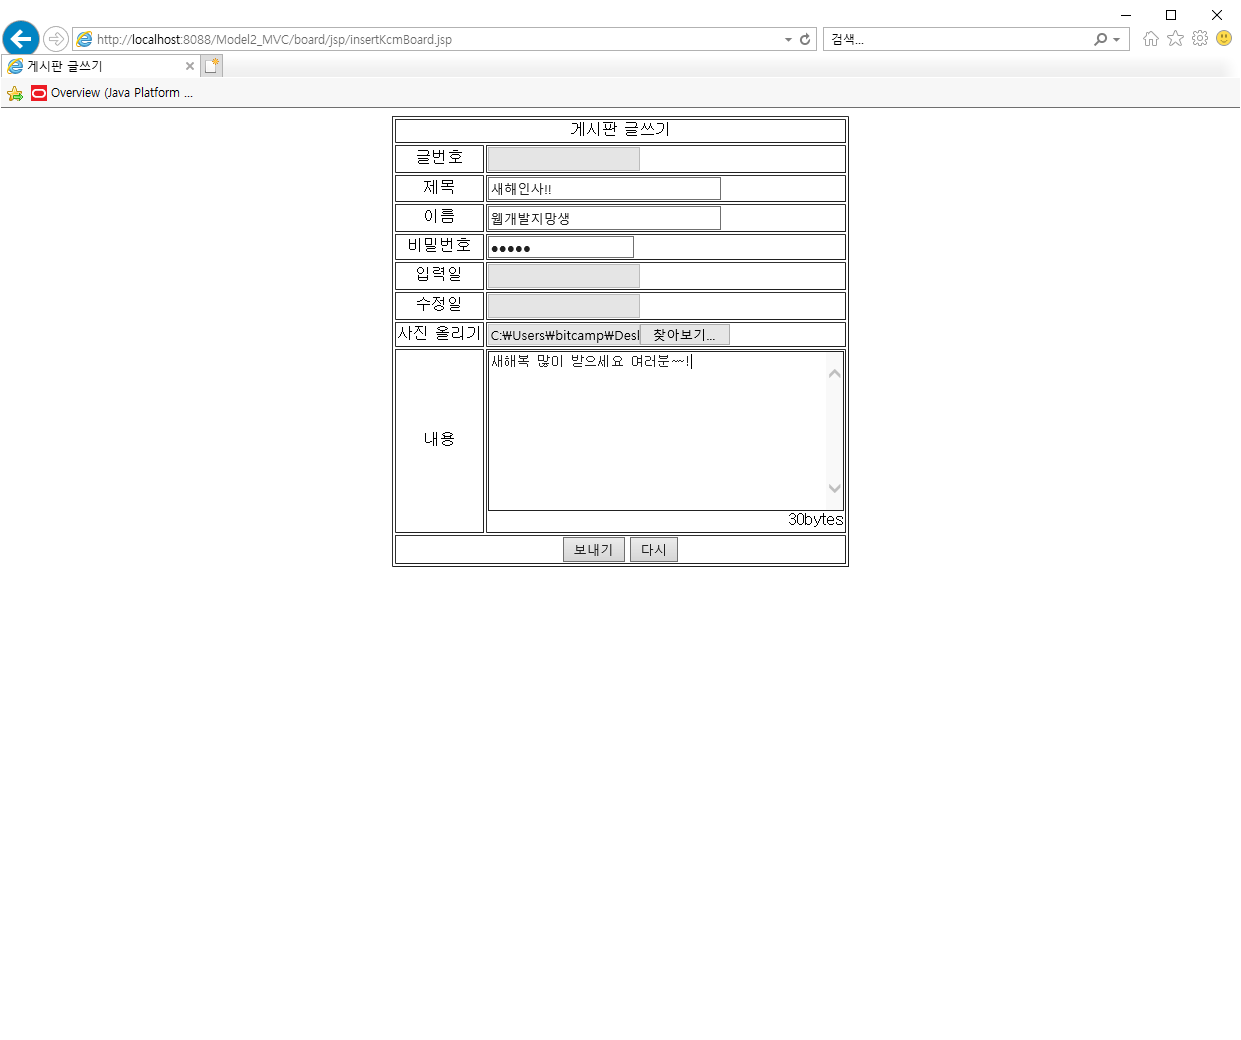 http://localhost:8088/Model2_MVC/board/jsp/insertKcmBoard.jsp
검색...
게시판 글쓰기
Overview (Java Platform ...
게시판 글쓰기
글번호
제목 새해인사!!
이름 웹개발지망생
비밀번호 ●●●●●
입력일
수정일
사진 올리기 C:₩Users₩bitcamp₩Desl 찾아보기...
새해복 많이 받으세요 여러분~~!
내용
30bytes
보내기 다시